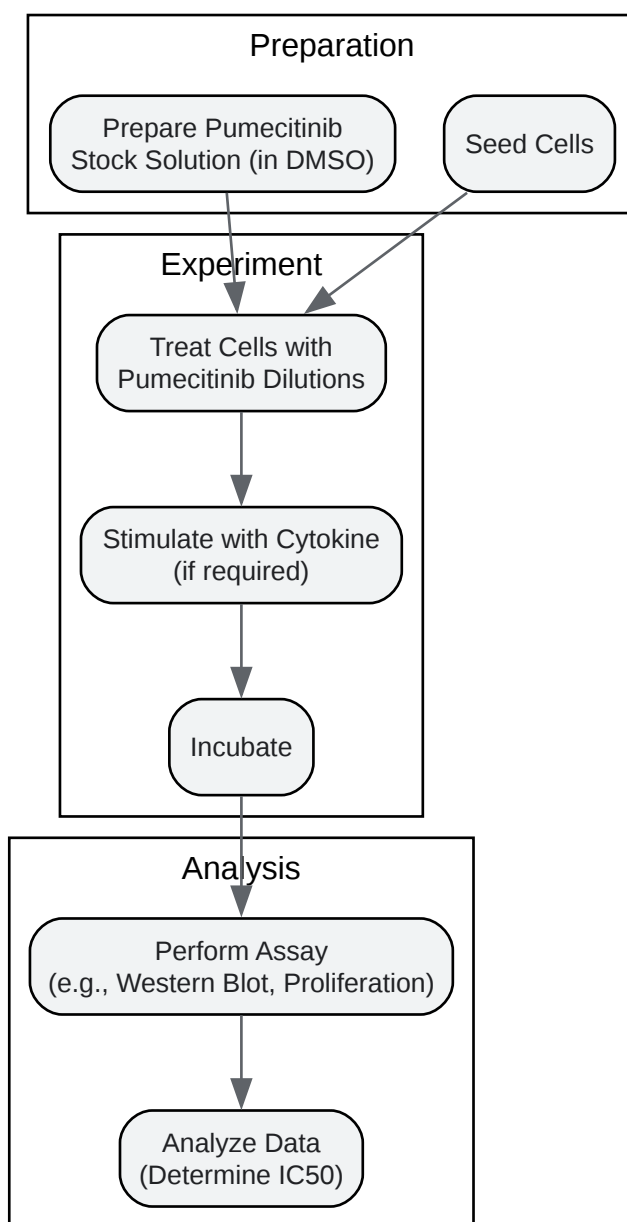 Preparation
Prepare Pumecitinib
Stock Solution (in DMSO)
Seed Cells
Experiment
Treat Cells with
Pumecitinib Dilutions
Stimulate with Cytokine
(if required)
Incubate
Analysis
Perform Assay
(e.g., Western Blot, Proliferation)
Analyze Data
(Determine IC50)